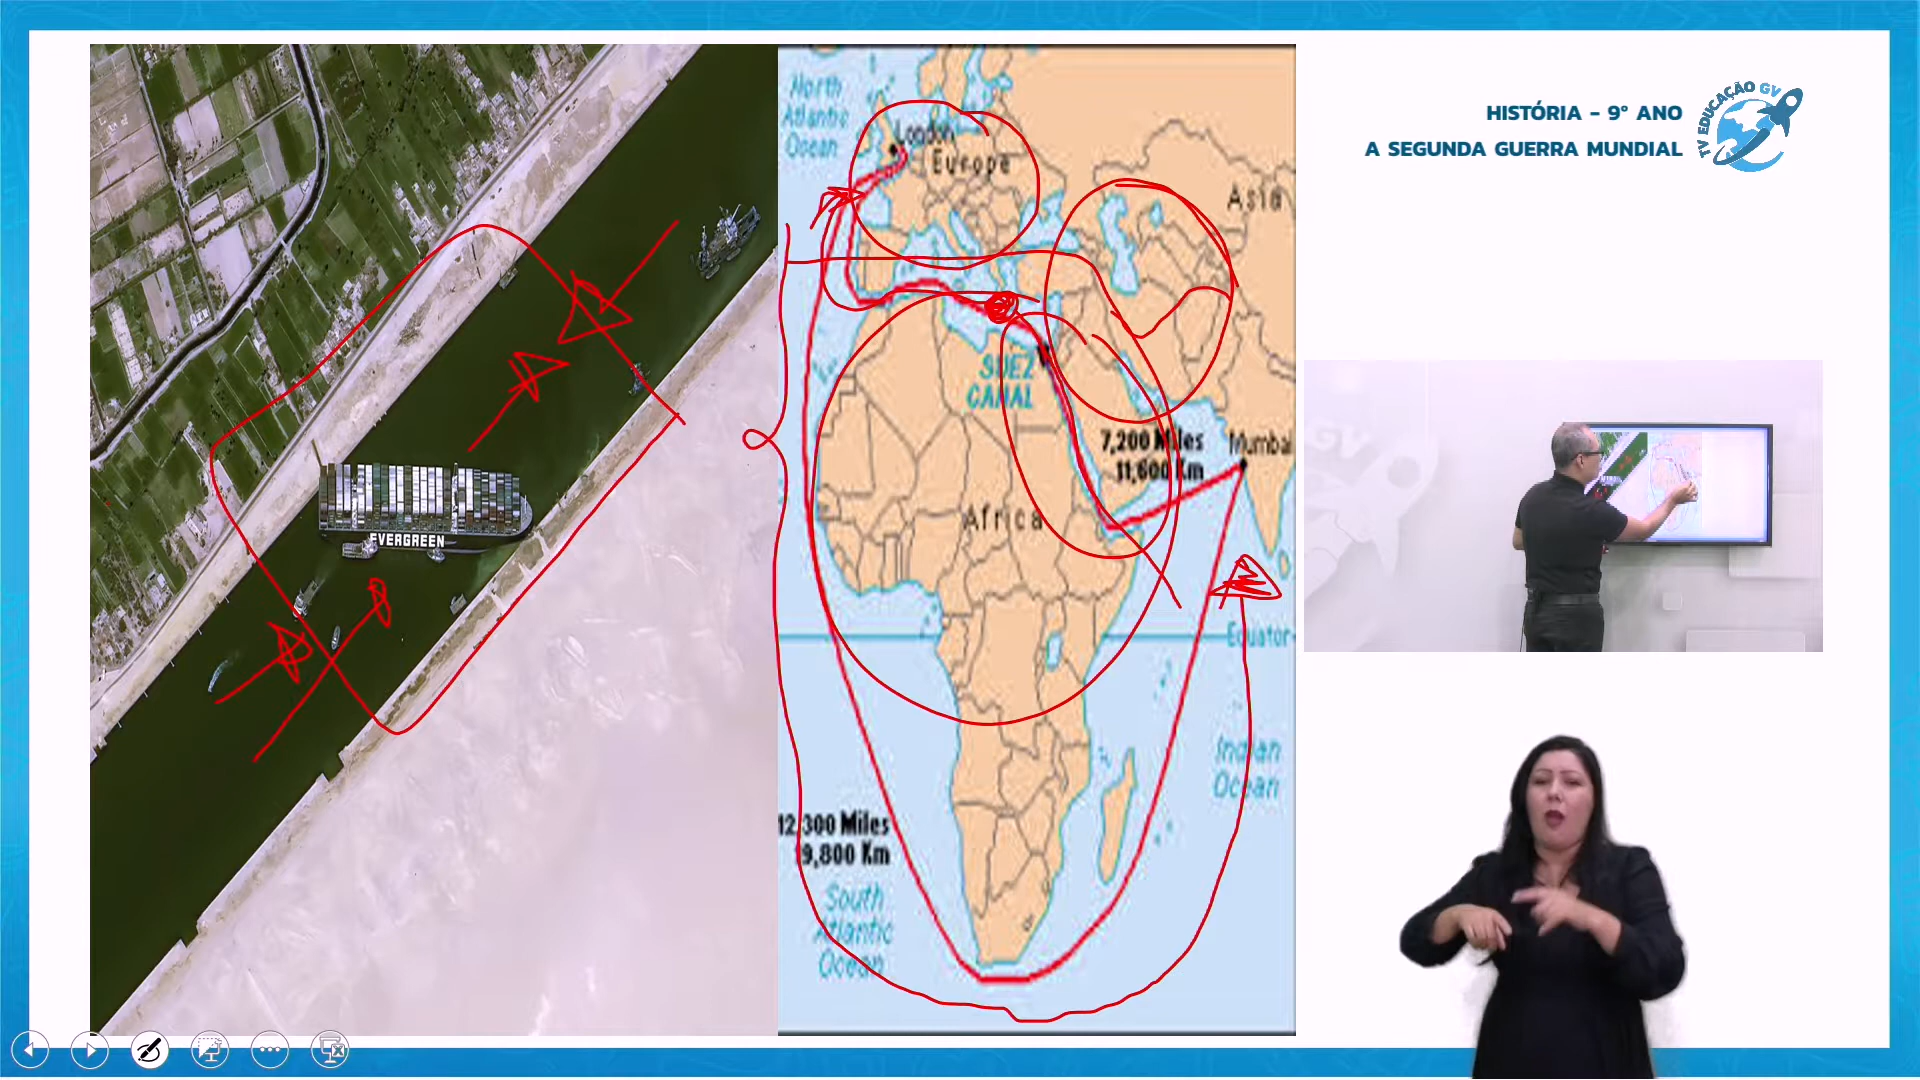 HISTÓRIA - 9º ANO
A SEGUNDA GUERRA MUNDIAL
TV EDUCAÇÃO GV
EVERGREEN
North
Atlantic
Ocean
London
Europe
Asia
SUEZ
CANAL
7,200 Miles
11,600 Km
Mumbai
Africa
Equator
Indian
Ocean
12,300 Miles
19,800 Km
South
Atlantic
Ocean